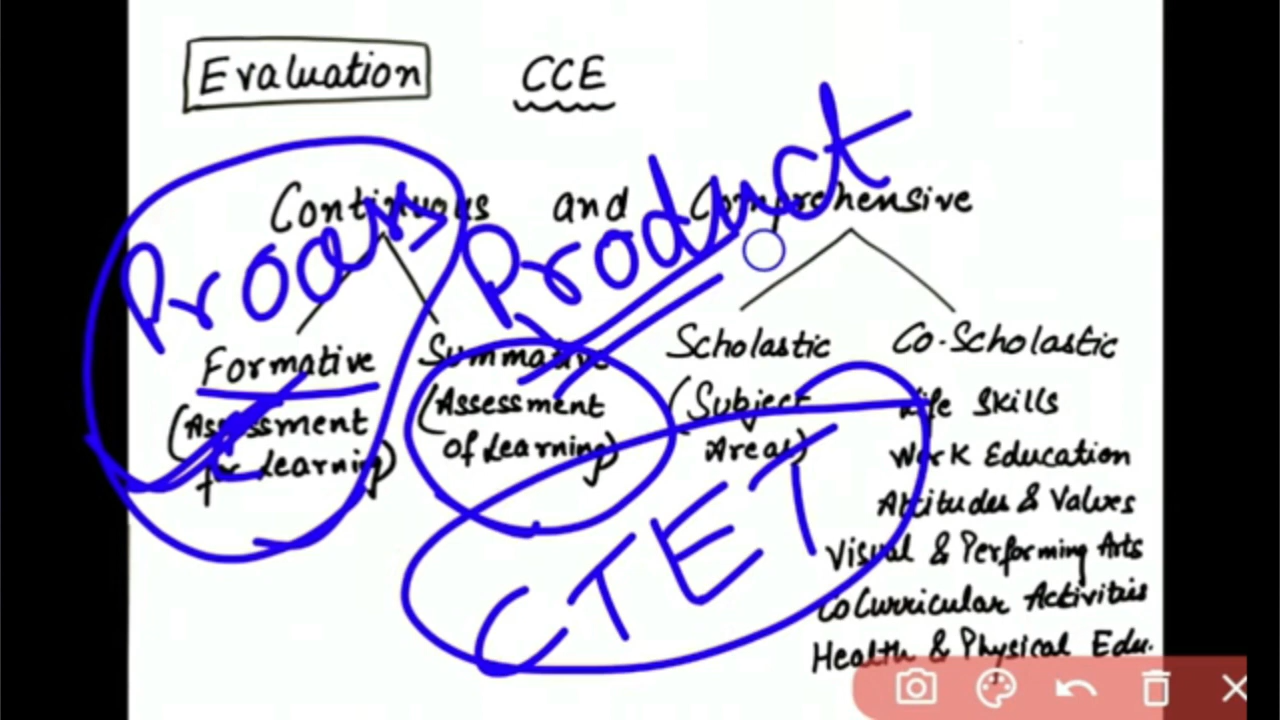 Evaluation CCE
Continuous and Comprehensive
Process Product
Formative Summative Scholastic Co-Scholastic
(Assessment for Learning)
(Assessment of Learning)
(Subject Areas)
Life Skills
Work Education
Attitudes & Values
Visual & Performing Arts
CoCurricular Activities
Health & Physical Edu.
CTET